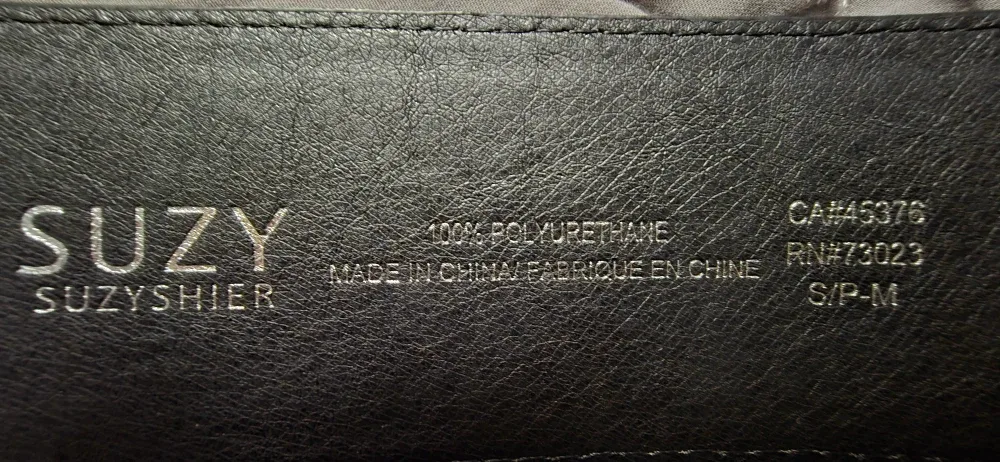 SUZY
SUZYSHIER
100% POLYURETHANE
MADE IN CHINA/ FABRIQUE EN CHINE
CA#45376
RN#73023
S/P-M